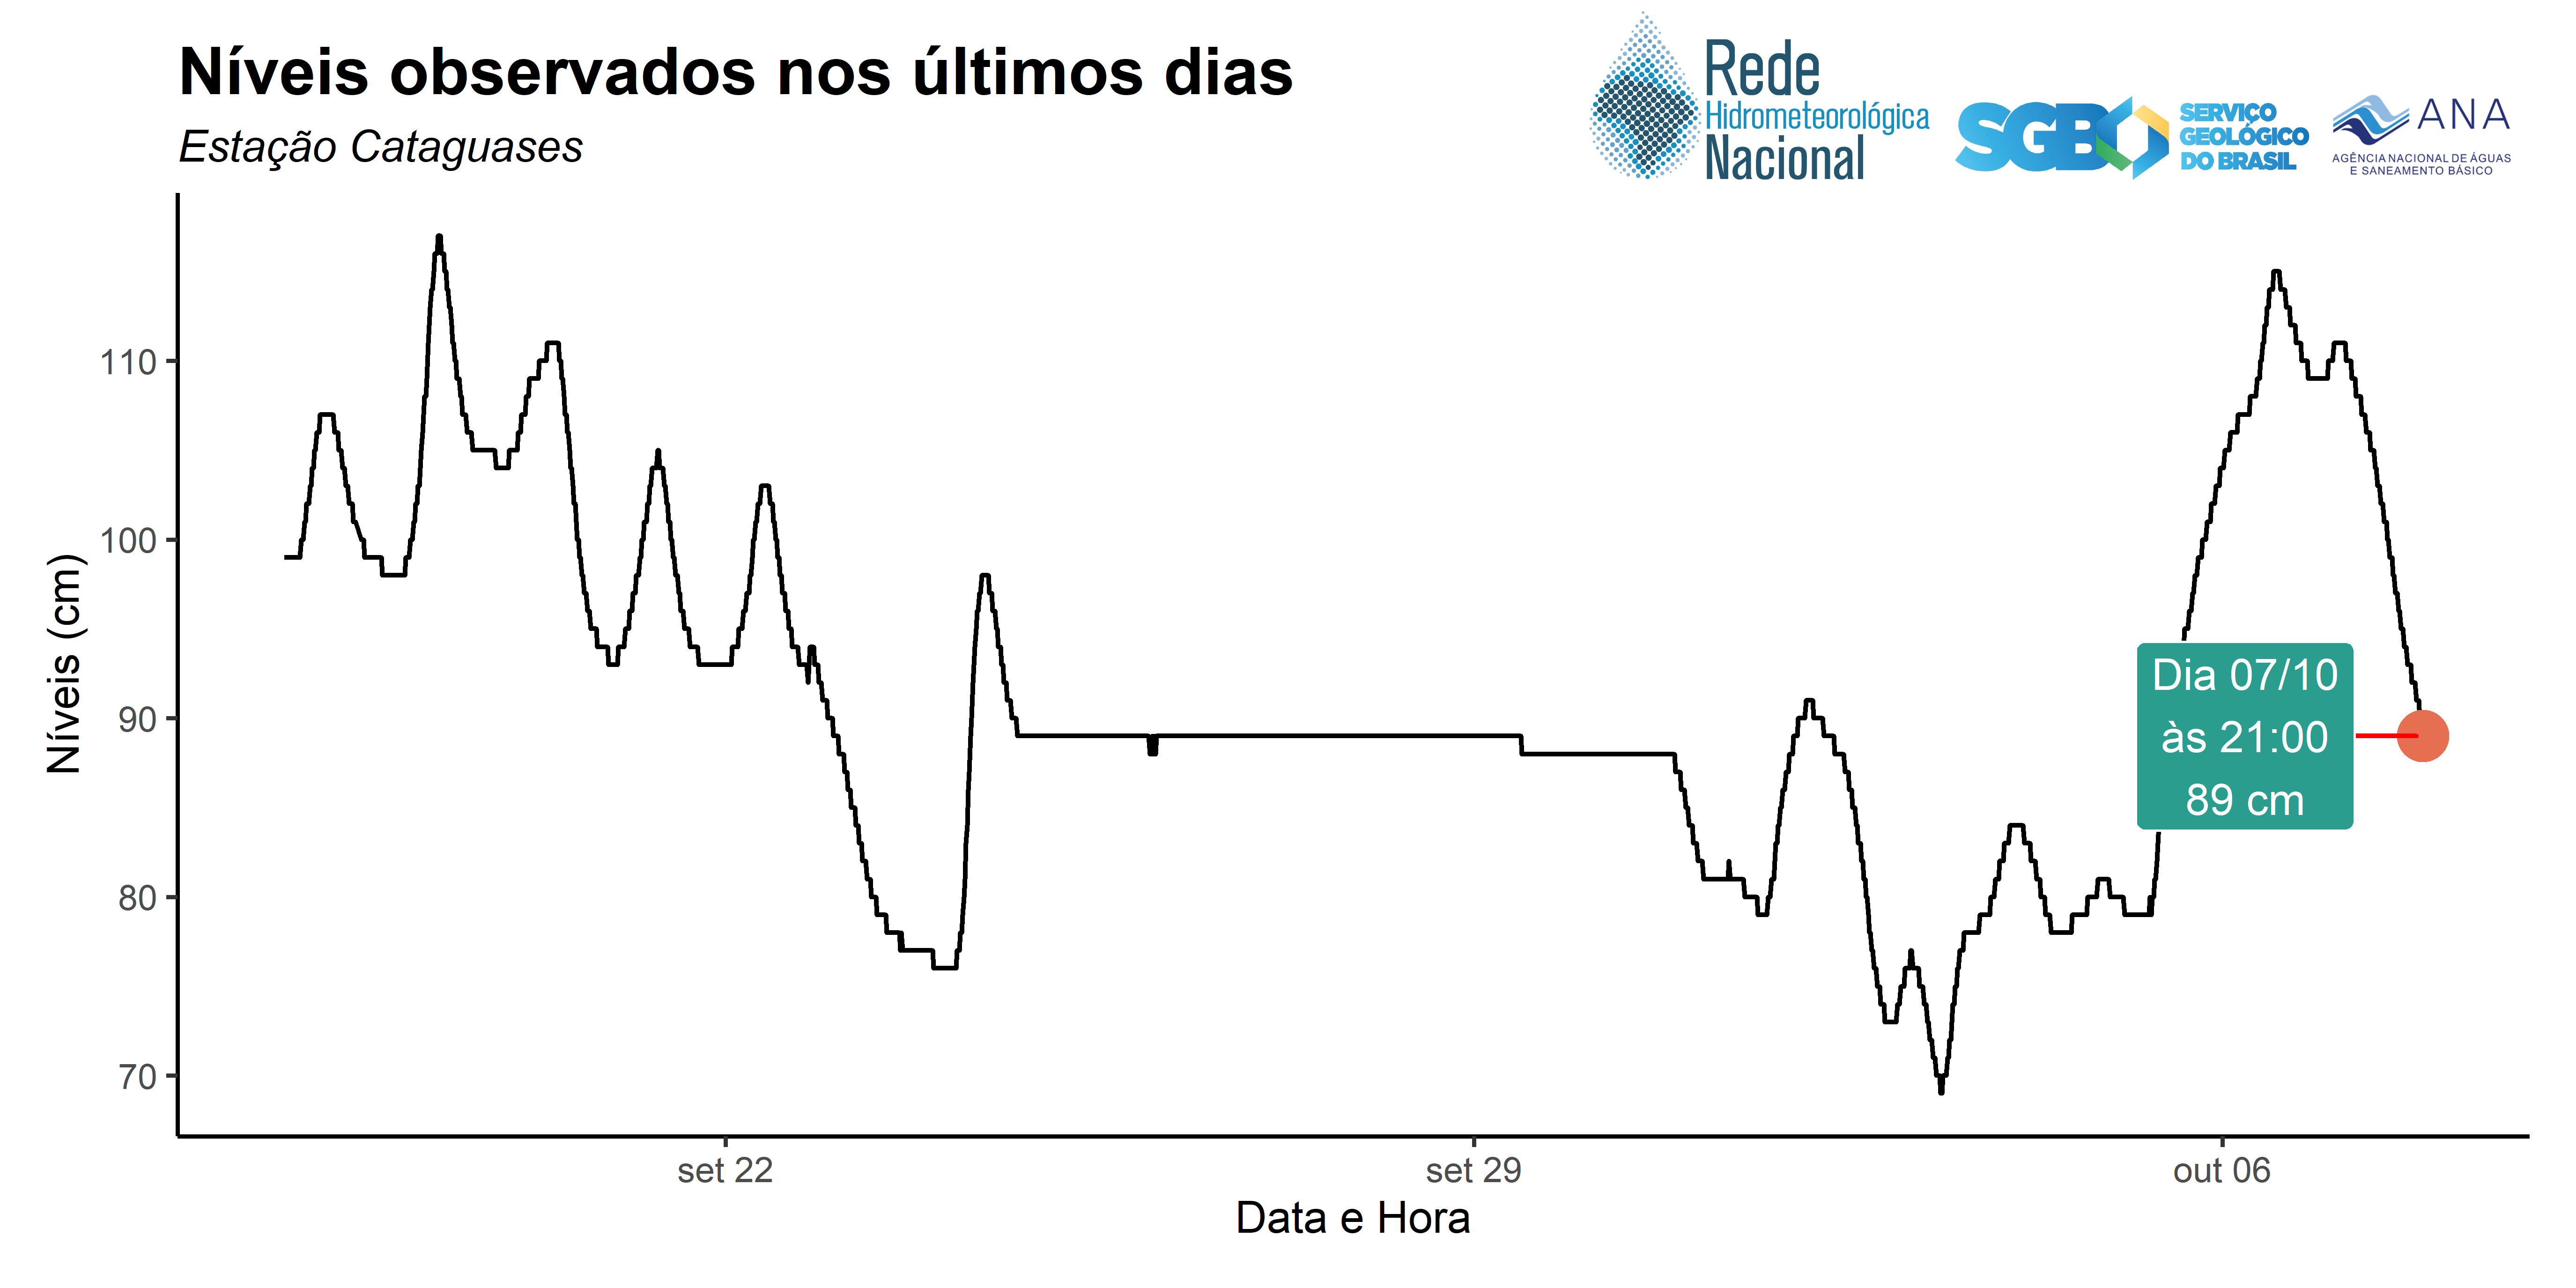 Níveis observados nos últimos dias
Estação Cataguases
Rede
Hidrometeorológica
Nacional
SGB
SERVIÇO
GEOLÓGICO
DO BRASIL
ANA
AGÊNCIA NACIONAL DE ÁGUAS
E SANEAMENTO BÁSICO
Níveis (cm)
110
100
90
80
70
Dia 07/10
às 21:00
89 cm
set 22
set 29
out 06
Data e Hora